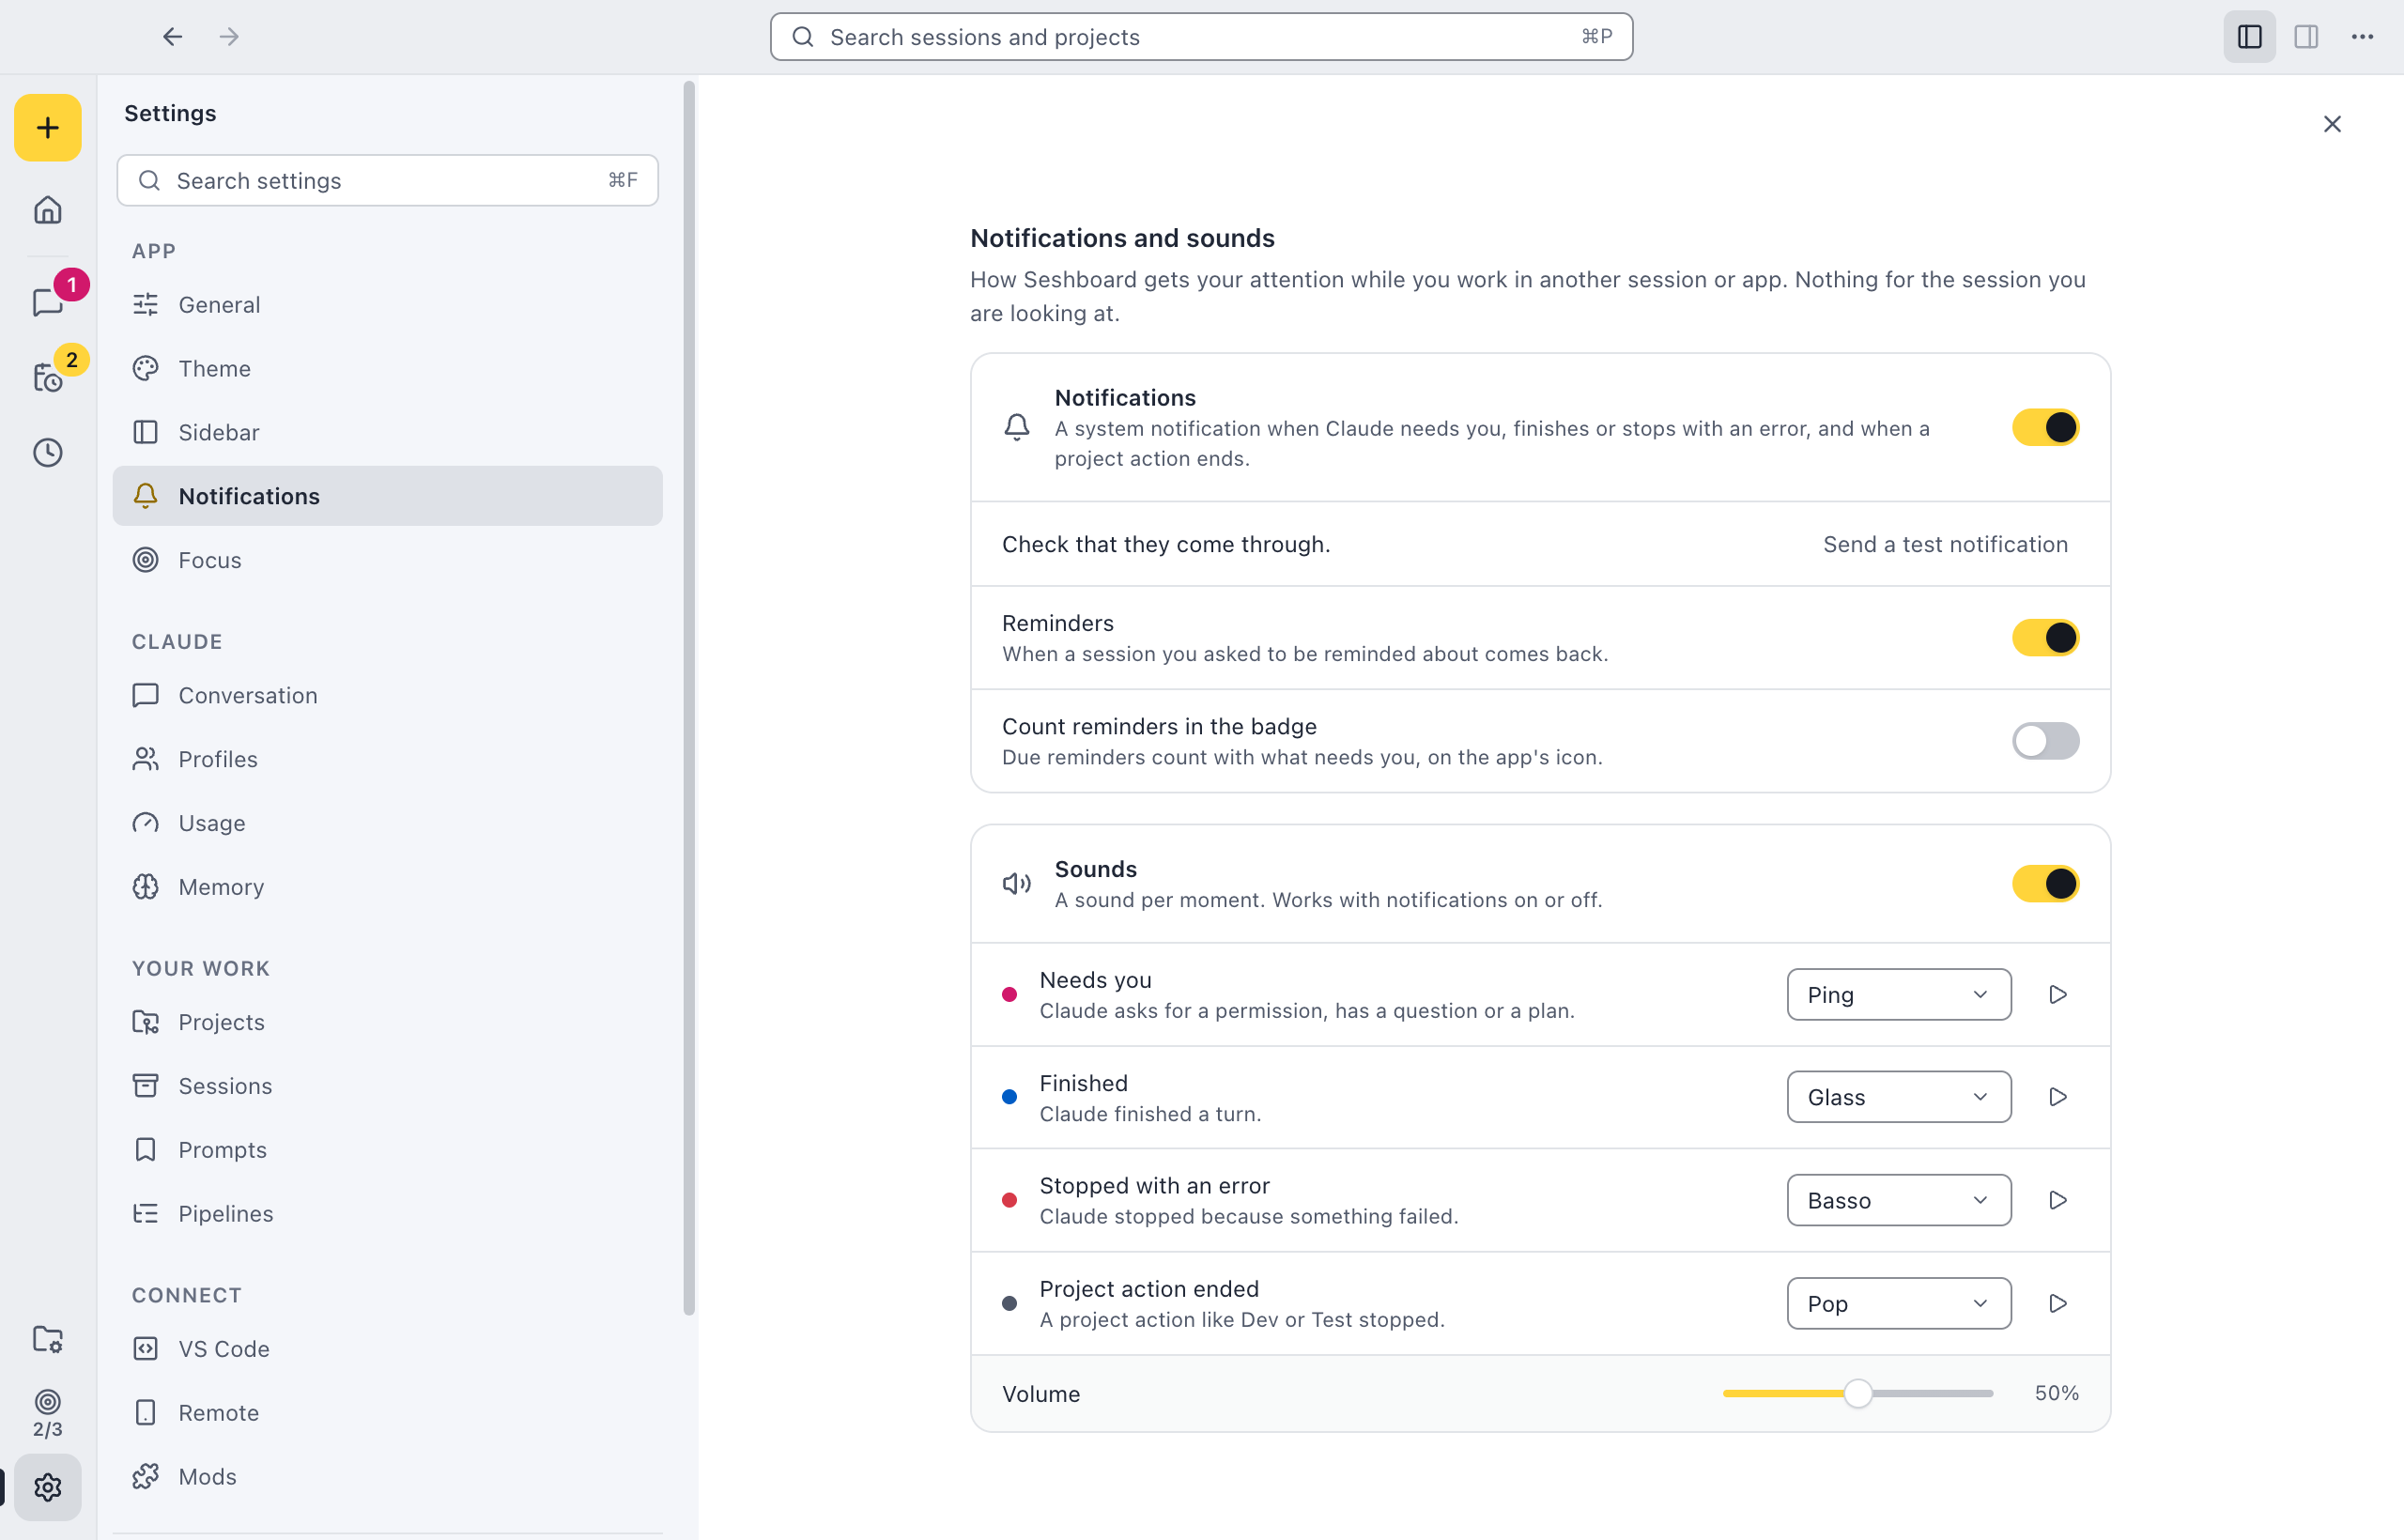 Search sessions and projects
⌘P
Settings
Search settings
⌘F
APP
General
Theme
Sidebar
Notifications
Focus
CLAUDE
Conversation
Profiles
Usage
Memory
YOUR WORK
Projects
Sessions
Prompts
Pipelines
CONNECT
VS Code
Remote
Mods
1
2
2/3
Notifications and sounds
How Seshboard gets your attention while you work in another session or app. Nothing for the session you
are looking at.
Notifications
A system notification when Claude needs you, finishes or stops with an error, and when a
project action ends.
Check that they come through.
Send a test notification
Reminders
When a session you asked to be reminded about comes back.
Count reminders in the badge
Due reminders count with what needs you, on the app's icon.
Sounds
A sound per moment. Works with notifications on or off.
Needs you
Claude asks for a permission, has a question or a plan.
Ping
Finished
Claude finished a turn.
Glass
Stopped with an error
Claude stopped because something failed.
Basso
Project action ended
A project action like Dev or Test stopped.
Pop
Volume
50%